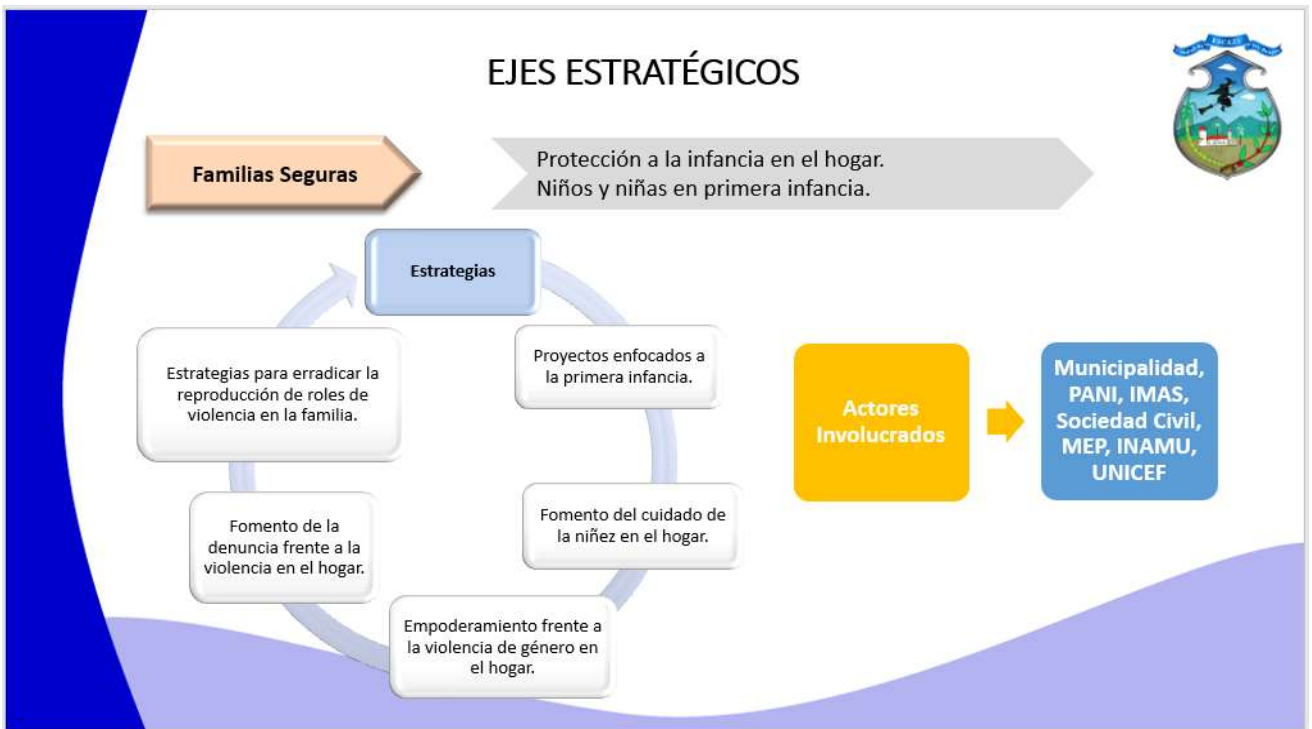 EJES ESTRATÉGICOS
ESCAZÚ
Familias Seguras
Protección a la infancia en el hogar.
Niños y niñas en primera infancia.
Estrategias
Proyectos enfocados a
la primera infancia.
Fomento del cuidado de
la niñez en el hogar.
Empoderamiento frente a
la violencia de género en
el hogar.
Fomento de la
denuncia frente a la
violencia en el hogar.
Estrategias para erradicar la
reproducción de roles de
violencia en la familia.
Actores
Involucrados
Municipalidad,
PANI, IMAS,
Sociedad Civil,
MEP, INAMU,
UNICEF